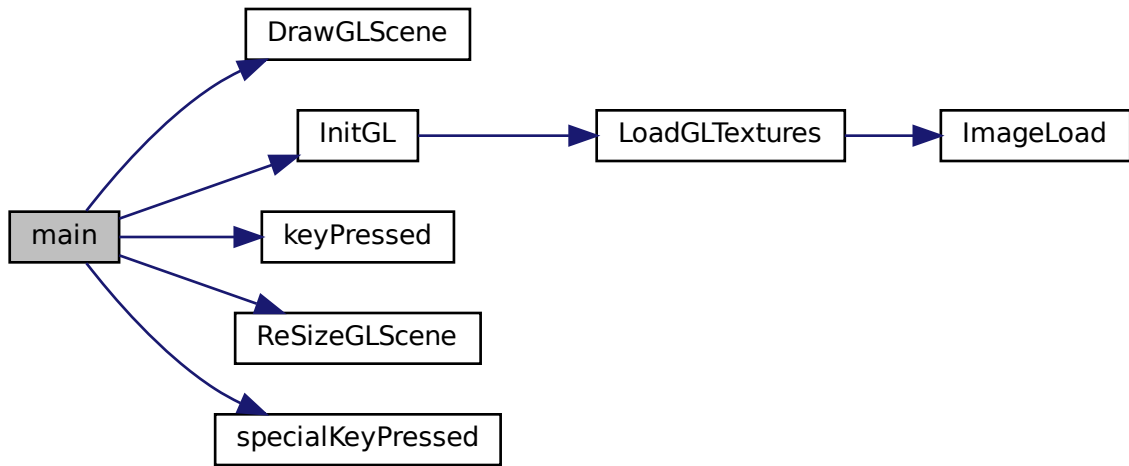 DrawGLScene
InitGL
LoadGLTextures
ImageLoad
main
keyPressed
ReSizeGLScene
specialKeyPressed